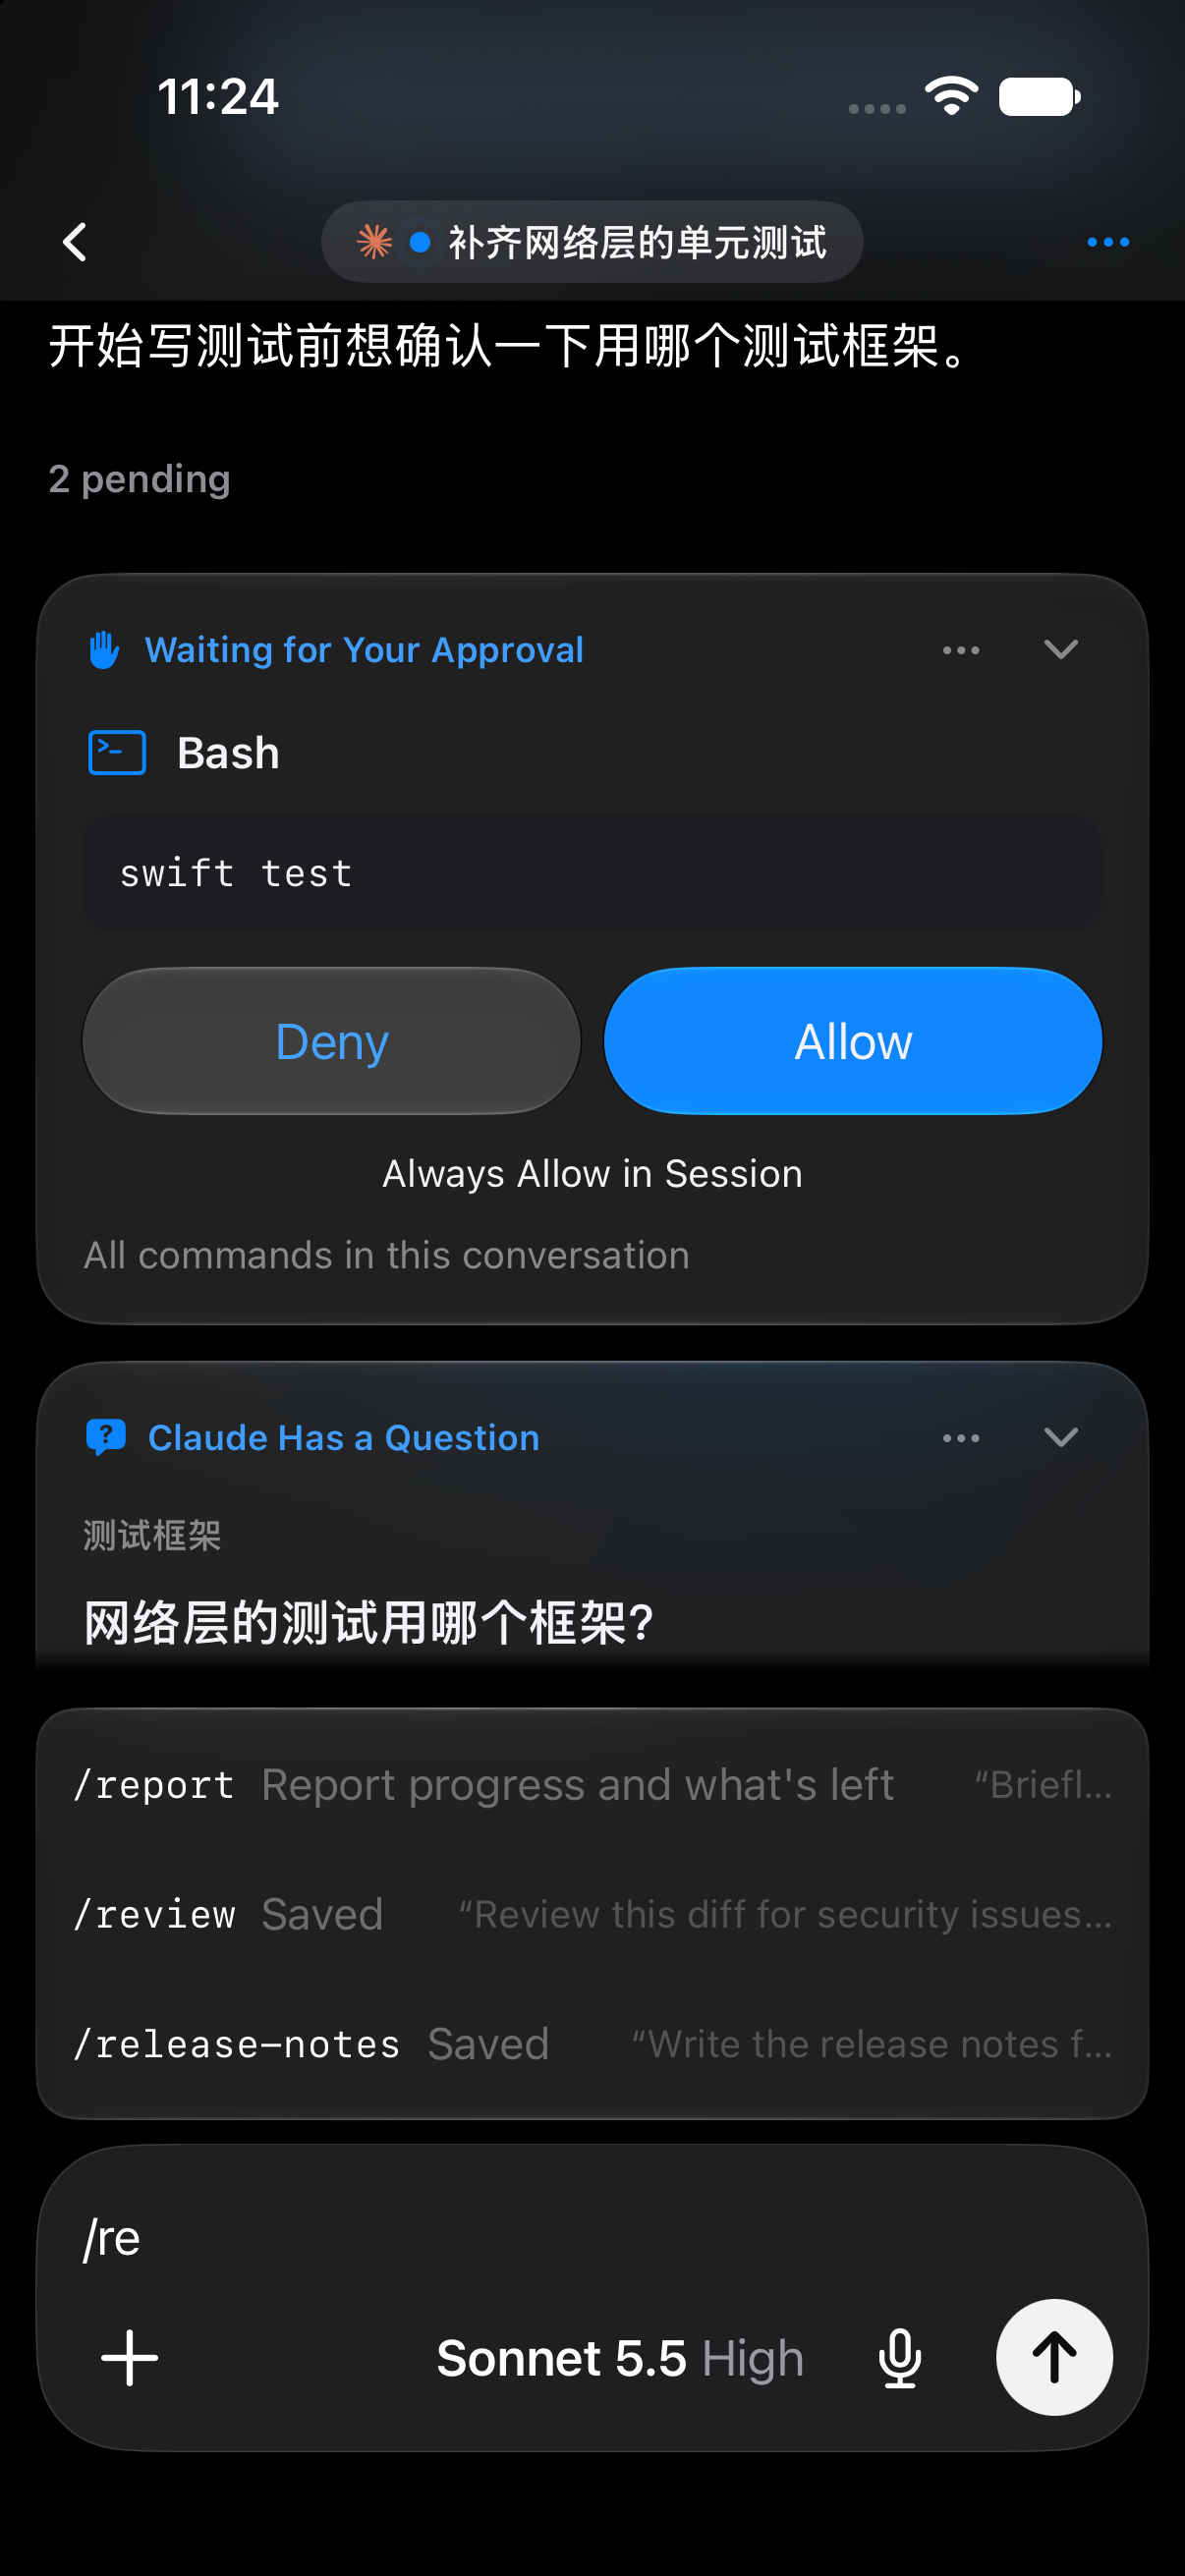 11:24
补齐网络层的单元测试
开始写测试前想确认一下用哪个测试框架。
2 pending
Waiting for Your Approval
Bash
swift test
Deny
Allow
Always Allow in Session
All commands in this conversation
Claude Has a Question
测试框架
网络层的测试用哪个框架?
/report Report progress and what's left “Briefl...
/review Saved “Review this diff for security issues...
/release-notes Saved “Write the release notes f...
/re
Sonnet 5.5 High